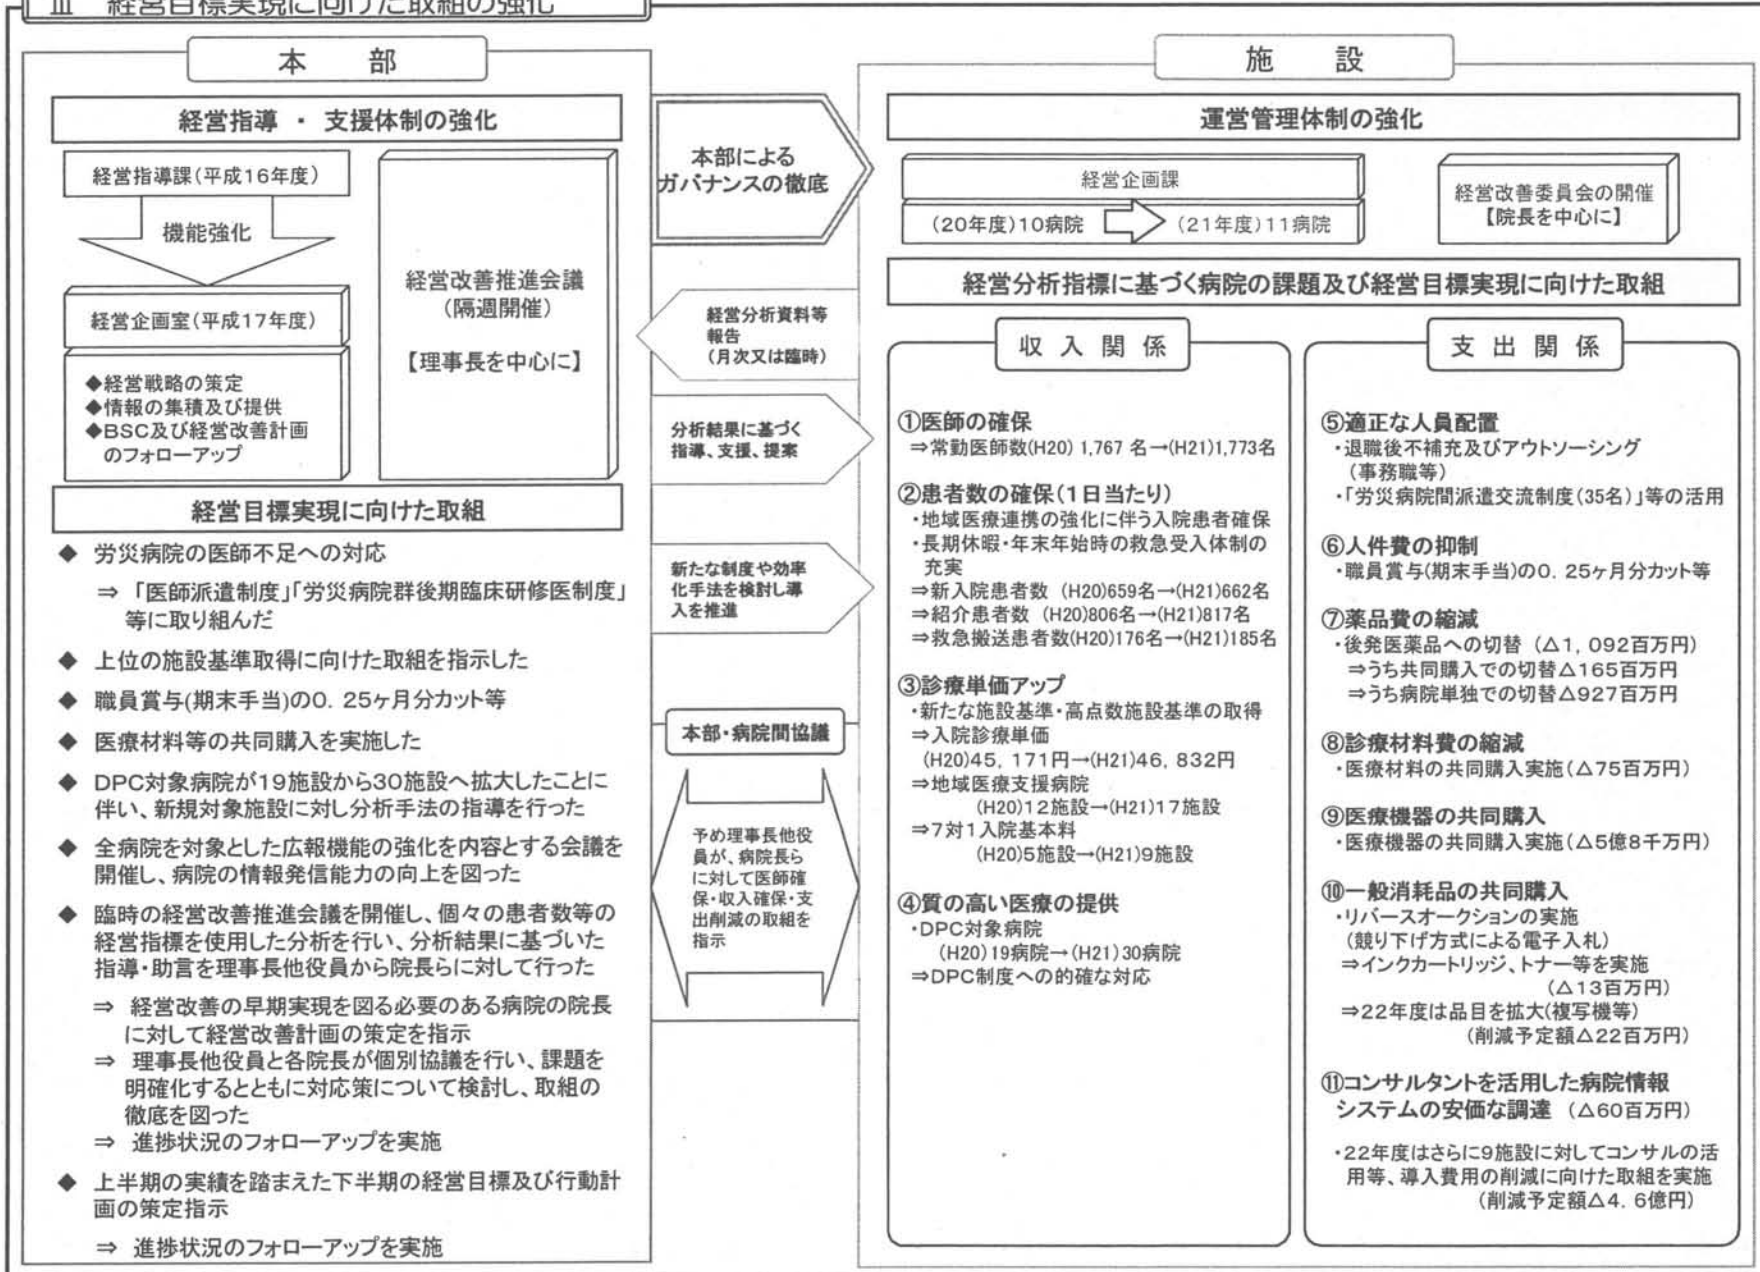 Ⅲ 経営目標実現に向けた取組の強化
本 部
経営指導 ・ 支援体制の強化
経営指導課(平成16年度)
機能強化
経営企画室(平成17年度)
◆経営戦略の策定
◆情報の集積及び提供
◆BSC及び経営改善計画
のフォローアップ
経営改善推進会議
(隔週開催)
【理事長を中心に】
経営目標実現に向けた取組
◆ 労災病院の医師不足への対応
⇒ 「医師派遣制度」「労災病院群後期臨床研修医制度」
等に取り組んだ
◆ 上位の施設基準取得に向けた取組を指示した
◆ 職員賞与(期末手当)の0. 25ヶ月分カット等
◆ 医療材料等の共同購入を実施した
◆ DPC対象病院が19施設から30施設へ拡大したことに
伴い、新規対象施設に対し分析手法の指導を行った
◆ 全病院を対象とした広報機能の強化を内容とする会議を
開催し、病院の情報発信能力の向上を図った
◆ 臨時の経営改善推進会議を開催し、個々の患者数等の
経営指標を使用した分析を行い、分析結果に基づいた
指導・助言を理事長他役員から院長らに対して行った
⇒ 経営改善の早期実現を図る必要のある病院の院長
に対して経営改善計画の策定を指示
⇒ 理事長他役員と各院長が個別協議を行い、課題を
明確化するとともに対応策について検討し、取組の
徹底を図った
⇒ 進捗状況のフォローアップを実施
◆ 上半期の実績を踏まえた下半期の経営目標及び行動計
画の策定指示
⇒ 進捗状況のフォローアップを実施
本部による
ガバナンスの徹底
経営分析資料等
報告
(月次又は臨時)
分析結果に基づく
指導、支援、提案
新たな制度や効率
化手法を検討し導
入を推進
本部・病院間協議
予め理事長他役
員が、病院長ら
に対して医師確
保・収入確保・支
出削減の取組を
指示
施 設
運営管理体制の強化
経営企画課
(20年度)10病院 (21年度)11病院
経営改善委員会の開催
【院長を中心に】
経営分析指標に基づく病院の課題及び経営目標実現に向けた取組
収 入 関 係
①医師の確保
⇒常勤医師数(H20) 1,767 名→(H21)1,773名
②患者数の確保(1日当たり)
・地域医療連携の強化に伴う入院患者確保
・長期休暇・年末年始時の救急受入体制の
充実
⇒新入院患者数 (H20)659名→(H21)662名
⇒紹介患者数 (H20)806名→(H21)817名
⇒救急搬送患者数(H20)176名→(H21)185名
③診療単価アップ
・新たな施設基準・高点数施設基準の取得
⇒入院診療単価
(H20)45, 171円→(H21)46, 832円
⇒地域医療支援病院
(H20)12施設→(H21)17施設
⇒7対1入院基本料
(H20)5施設→(H21)9施設
④質の高い医療の提供
・DPC対象病院
(H20)19病院→(H21)30病院
⇒DPC制度への的確な対応
支 出 関 係
⑤適正な人員配置
・退職後不補充及びアウトソーシング
(事務職等)
・「労災病院間派遣交流制度(35名)」等の活用
⑥人件費の抑制
・職員賞与(期末手当)の0. 25ヶ月分カット等
⑦薬品費の縮減
・後発医薬品への切替 (△1, 092百万円)
⇒うち共同購入での切替△165百万円
⇒うち病院単独での切替△927百万円
⑧診療材料費の縮減
・医療材料の共同購入実施(△75百万円)
⑨医療機器の共同購入
・医療機器の共同購入実施(△5億8千万円)
⑩一般消耗品の共同購入
・リバースオークションの実施
(競り下げ方式による電子入札)
⇒インクカートリッジ、トナー等を実施
(△13百万円)
⇒22年度は品目を拡大(複写機等)
(削減予定額△22百万円)
⑪コンサルタントを活用した病院情報
システムの安価な調達 (△60百万円)
・22年度はさらに9施設に対してコンサルの活
用等、導入費用の削減に向けた取組を実施
(削減予定額△4. 6億円)